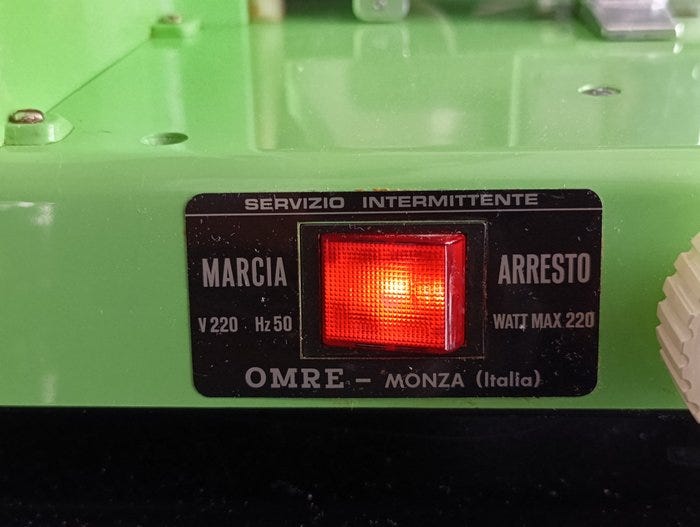 SERVIZIO INTERMITTENTE
MARCIA ARRESTO
V 220 Hz 50 WATT MAX 220
OMRE - MONZA (Italia)